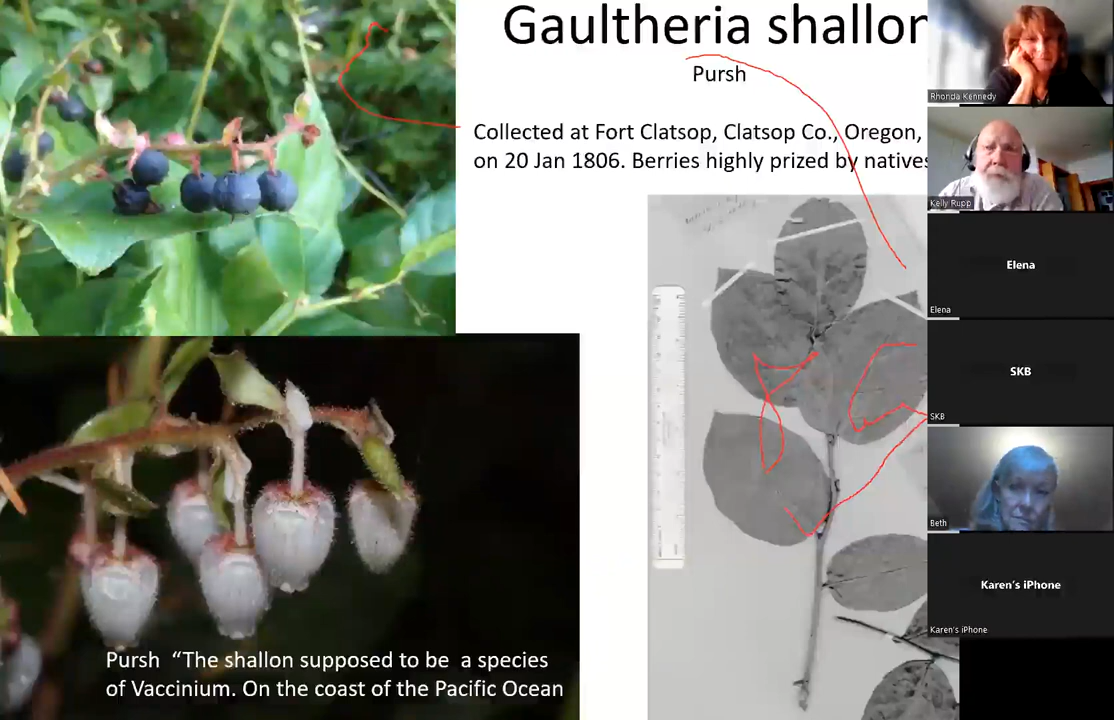 Gaultheria shallon
Pursh
Collected at Fort Clatsop, Clatsop Co., Oregon,
on 20 Jan 1806. Berries highly prized by natives
Pursh “The shallon supposed to be a species
of Vaccinium. On the coast of the Pacific Ocean
Rhonda Kennedy
Kelly Rupp
Elena
Elena
SKB
SKB
Beth
Karen's iPhone
Karen's iPhone